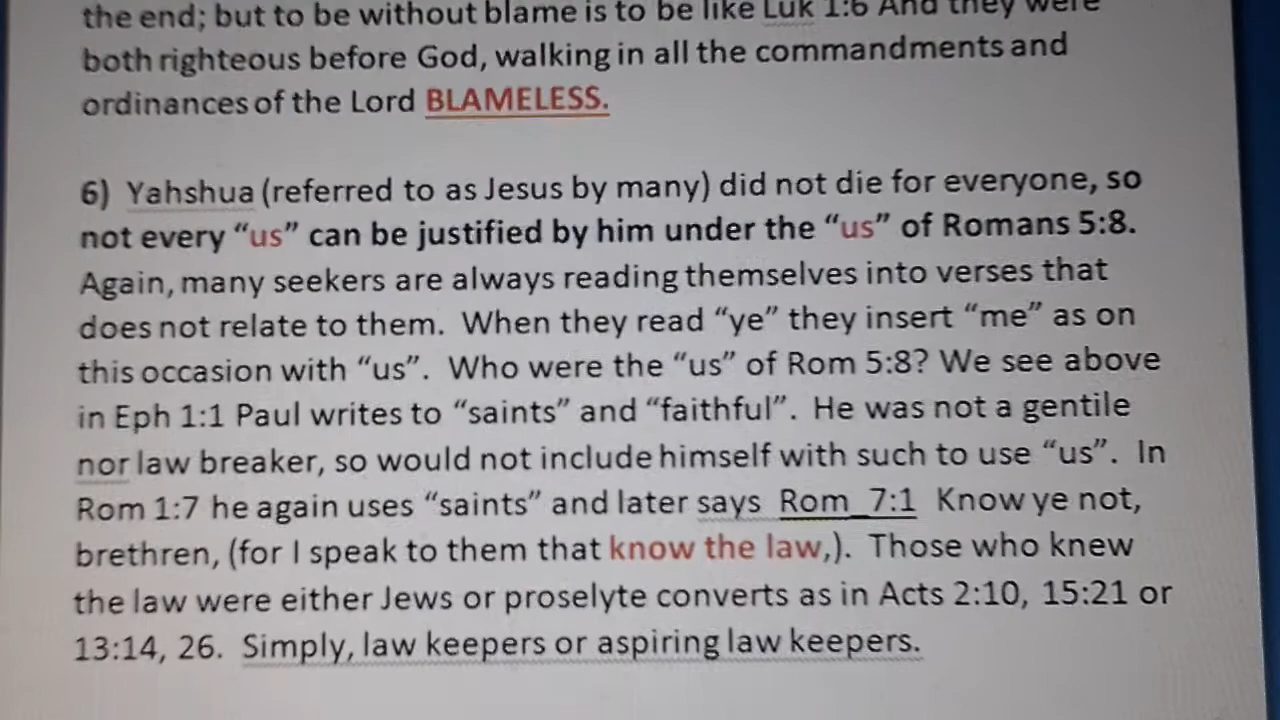 the end; but to be without blame is to be like Luk 1:6 And they were
both righteous before God, walking in all the commandments and
ordinances of the Lord BLAMELESS.
6) Yahshua (referred to as Jesus by many) did not die for everyone, so
not every “us” can be justified by him under the “us” of Romans 5:8.
Again, many seekers are always reading themselves into verses that
does not relate to them. When they read “ye” they insert “me” as on
this occasion with “us”. Who were the “us” of Rom 5:8? We see above
in Eph 1:1 Paul writes to “saints” and “faithful”. He was not a gentile
nor law breaker, so would not include himself with such to use “us”. In
Rom 1:7 he again uses “saints” and later says Rom_7:1 Know ye not,
brethren, (for I speak to them that know the law,). Those who knew
the law were either Jews or proselyte converts as in Acts 2:10, 15:21 or
13:14, 26. Simply, law keepers or aspiring law keepers.